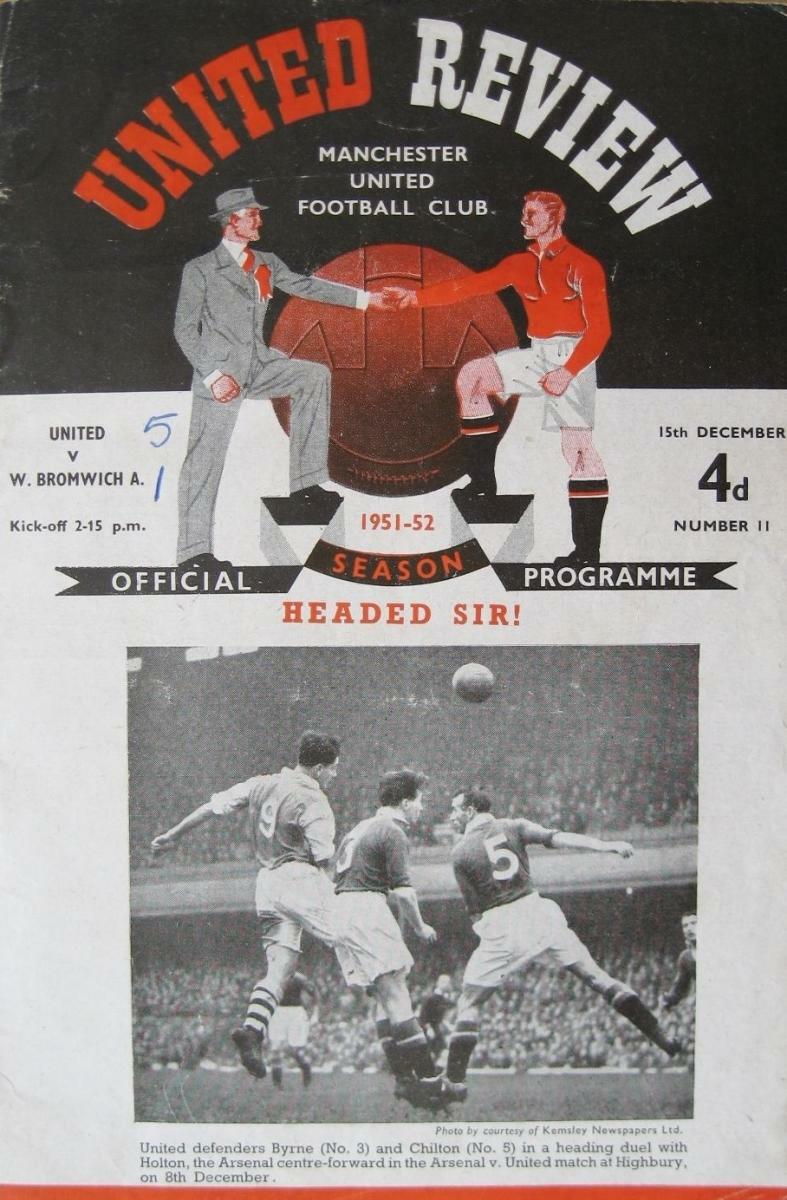 UNITED REVIEW
MANCHESTER
UNITED
FOOTBALL CLUB
UNITED 5
v
W. BROMWICH A. 1
Kick-off 2-15 p.m.
15th DECEMBER
4d
NUMBER 11
1951-52
OFFICIAL SEASON PROGRAMME
HEADED SIR!
9
3
5
Photo by courtesy of Kemsley Newspapers Ltd.
United defenders Byrne (No. 3) and Chilton (No. 5) in a heading duel with
Holton, the Arsenal centre-forward in the Arsenal v. United match at Highbury,
on 8th December.